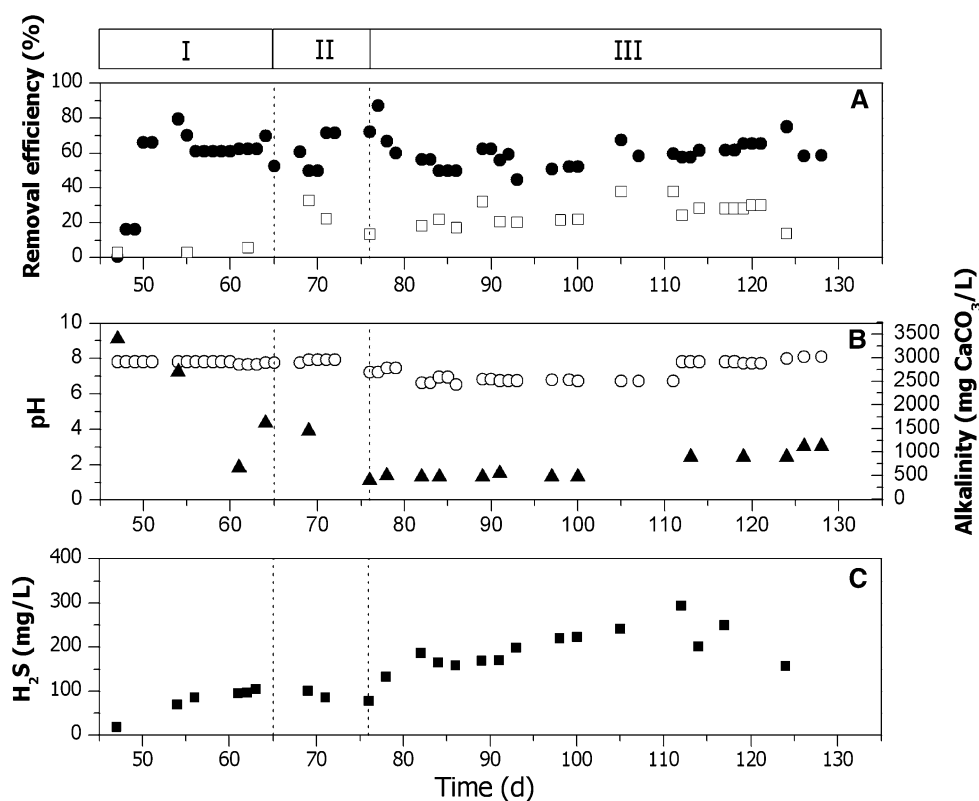 I II III
Removal efficiency (%)
A
100
80
60
40
20
0
50 60 70 80 90 100 110 120 130
pH
B
10
8
6
4
2
0
3500
3000
2500
2000
1500
1000
500
0
Alkalinity (mg CaCO3/L)
50 60 70 80 90 100 110 120 130
H2S (mg/L)
C
400
300
200
100
0
50 60 70 80 90 100 110 120 130
Time (d)